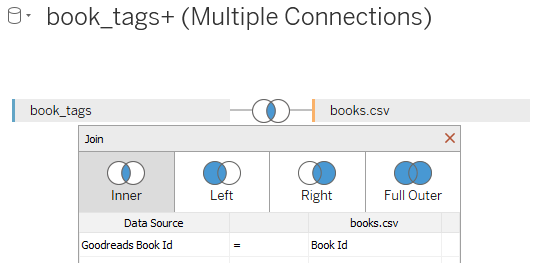 book_tags+ (Multiple Connections)
book_tags books.csv
Join
Inner Left Right Full Outer
Data Source books.csv
Goodreads Book Id = Book Id